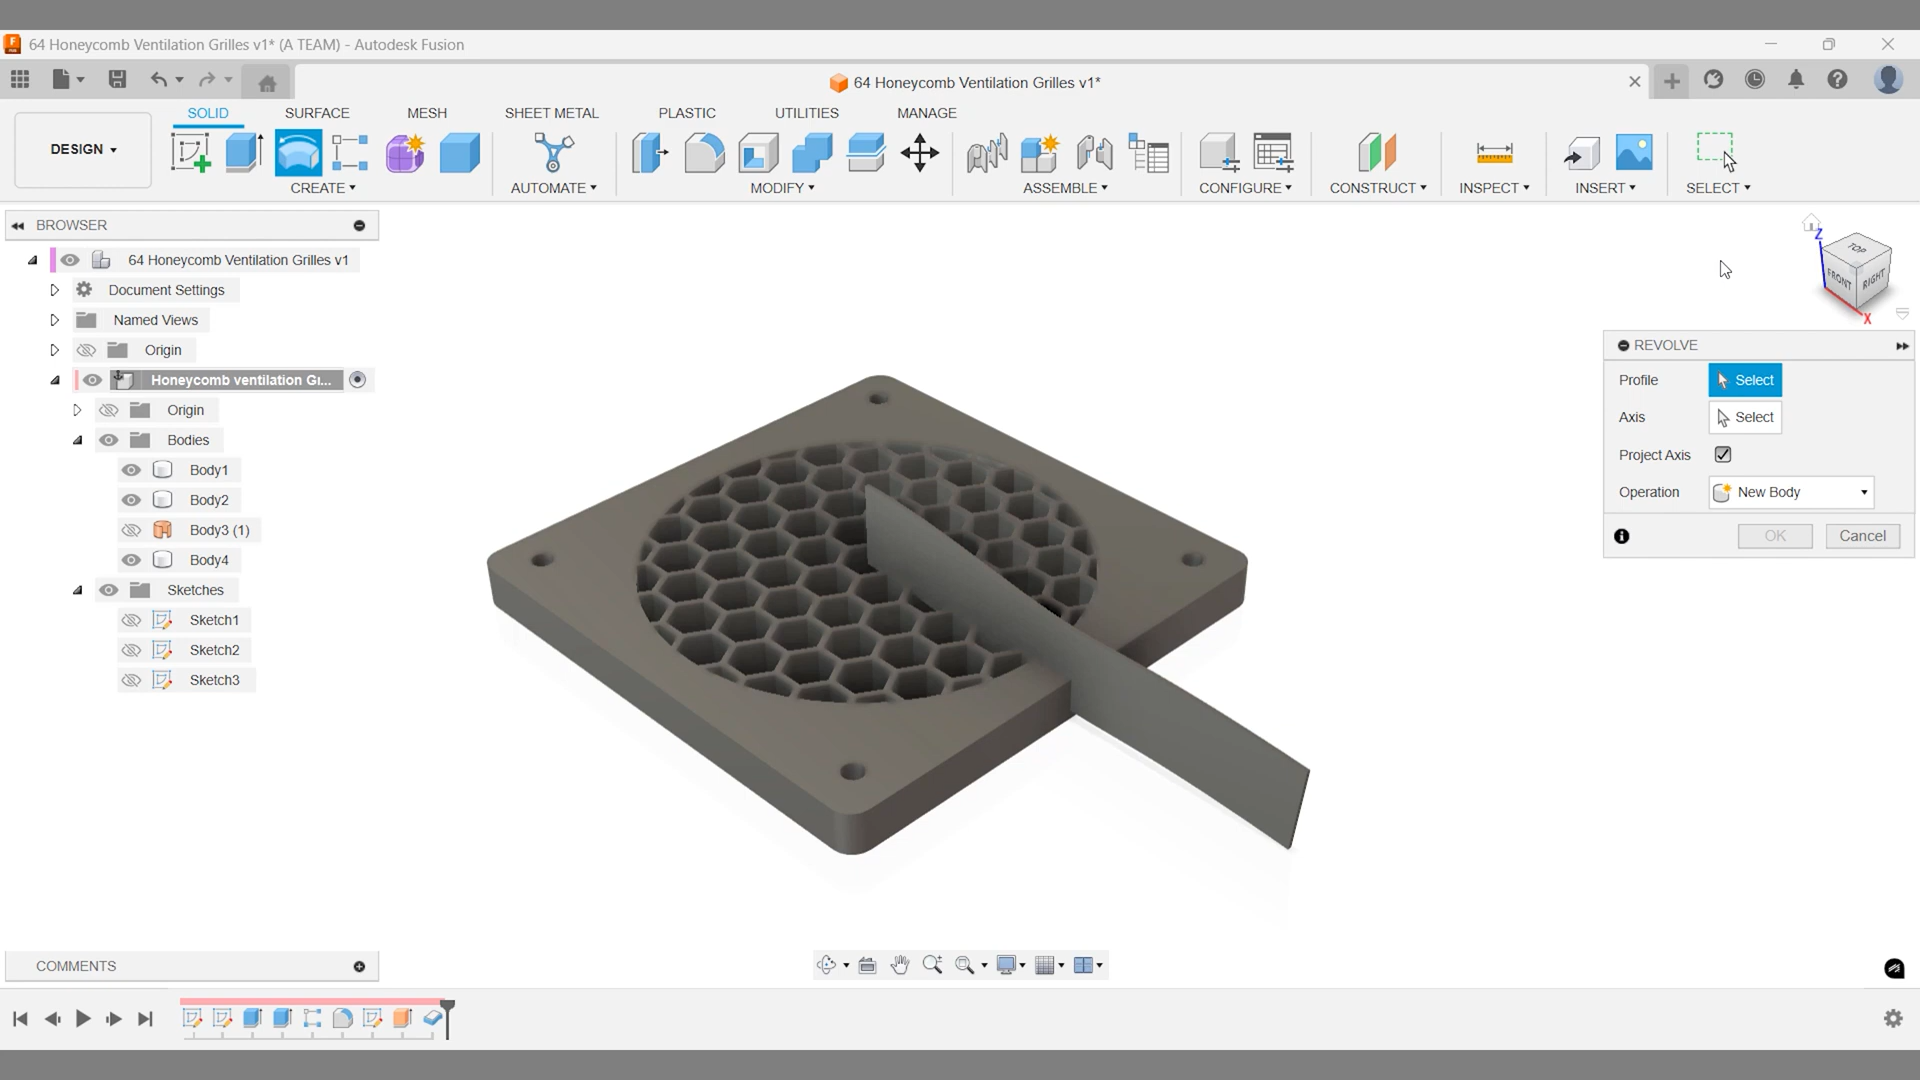 64 Honeycomb Ventilation Grilles v1* (A TEAM) - Autodesk Fusion
64 Honeycomb Ventilation Grilles v1*
SOLID SURFACE MESH SHEET METAL PLASTIC UTILITIES MANAGE
DESIGN
CREATE AUTOMATE MODIFY ASSEMBLE CONFIGURE CONSTRUCT INSPECT INSERT SELECT
BROWSER
64 Honeycomb Ventilation Grilles v1
Document Settings
Named Views
Origin
Honeycomb ventilation Gr...
Origin
Bodies
Body1
Body2
Body3 (1)
Body4
Sketches
Sketch1
Sketch2
Sketch3
Z
TOP
FRONT RIGHT
X
REVOLVE
Profile Select
Axis Select
Project Axis
Operation New Body
OK Cancel
COMMENTS